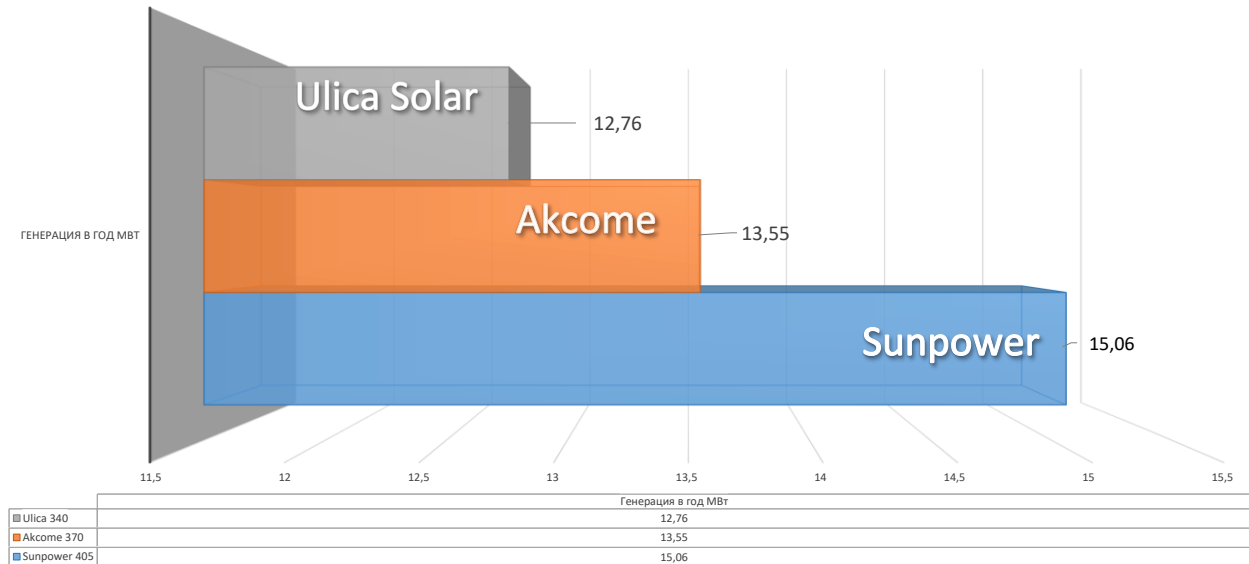 Ulica Solar
12,76
Akcome
13,55
ГЕНЕРАЦИЯ В ГОД МВТ
Sunpower
15,06
11,5 12 12,5 13 13,5 14 14,5 15 15,5
Генерация в год МВт
Ulica 340 12,76
Akcome 370 13,55
Sunpower 405 15,06